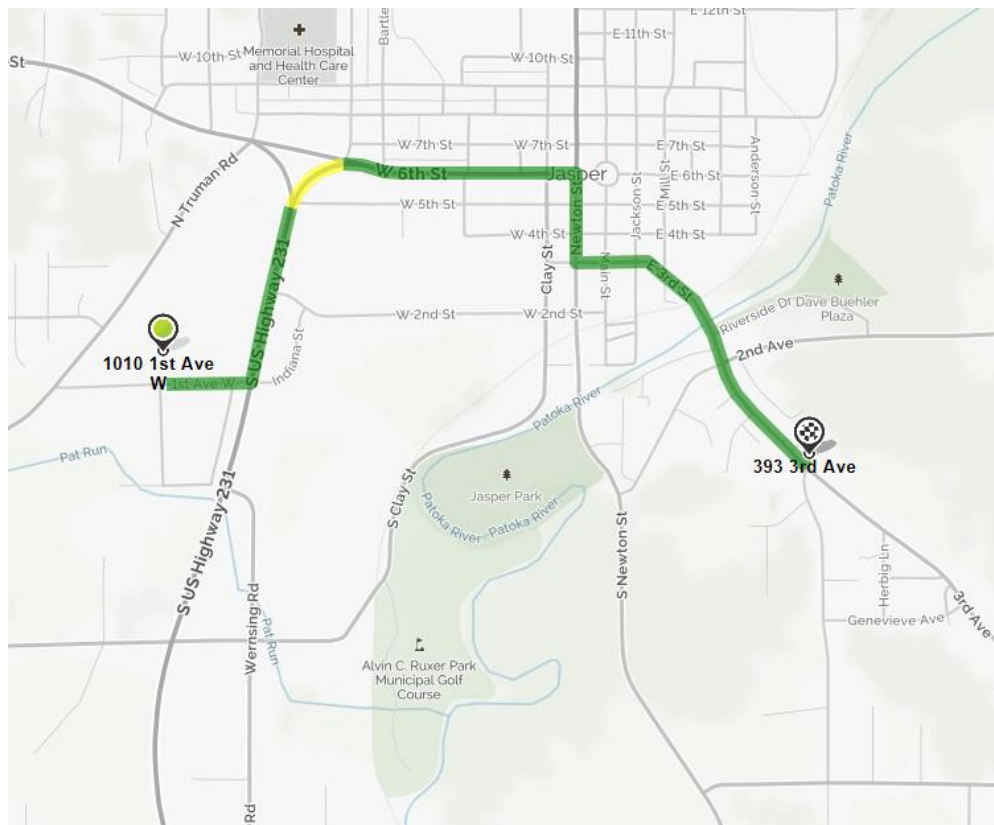 E 12th St
Bartle
E 11th St
W 10th St
W 10th St
St
Memorial Hospital
and Health Care
Center
W 7th St
W 7th St
E 7th St
Anderson St
Patoka River
N Truman Rd
W 6th St
Jasper
E 6th St
Mill St
W 5th St
E 5th St
Jackson St
Newton St
W 4th St
E 4th St
Clay St
Main St
E 3rd St
S US Highway 231
Riverside Dr
Dave Buehler
Plaza
W 2nd St
W 2nd St
2nd Ave
Indiana St
1010 1st Ave
W
1st Ave W
Patoka River
Pat Run
393 3rd Ave
Jasper Park
S Clay St
Patoka River
Patoka River
S US Highway 231
S Newton St
Herbig Ln
3rd Ave
Genevieve Ave
Wernsing Rd
Pat Run
Alvin C. Ruxer Park
Municipal Golf
Course
Rd